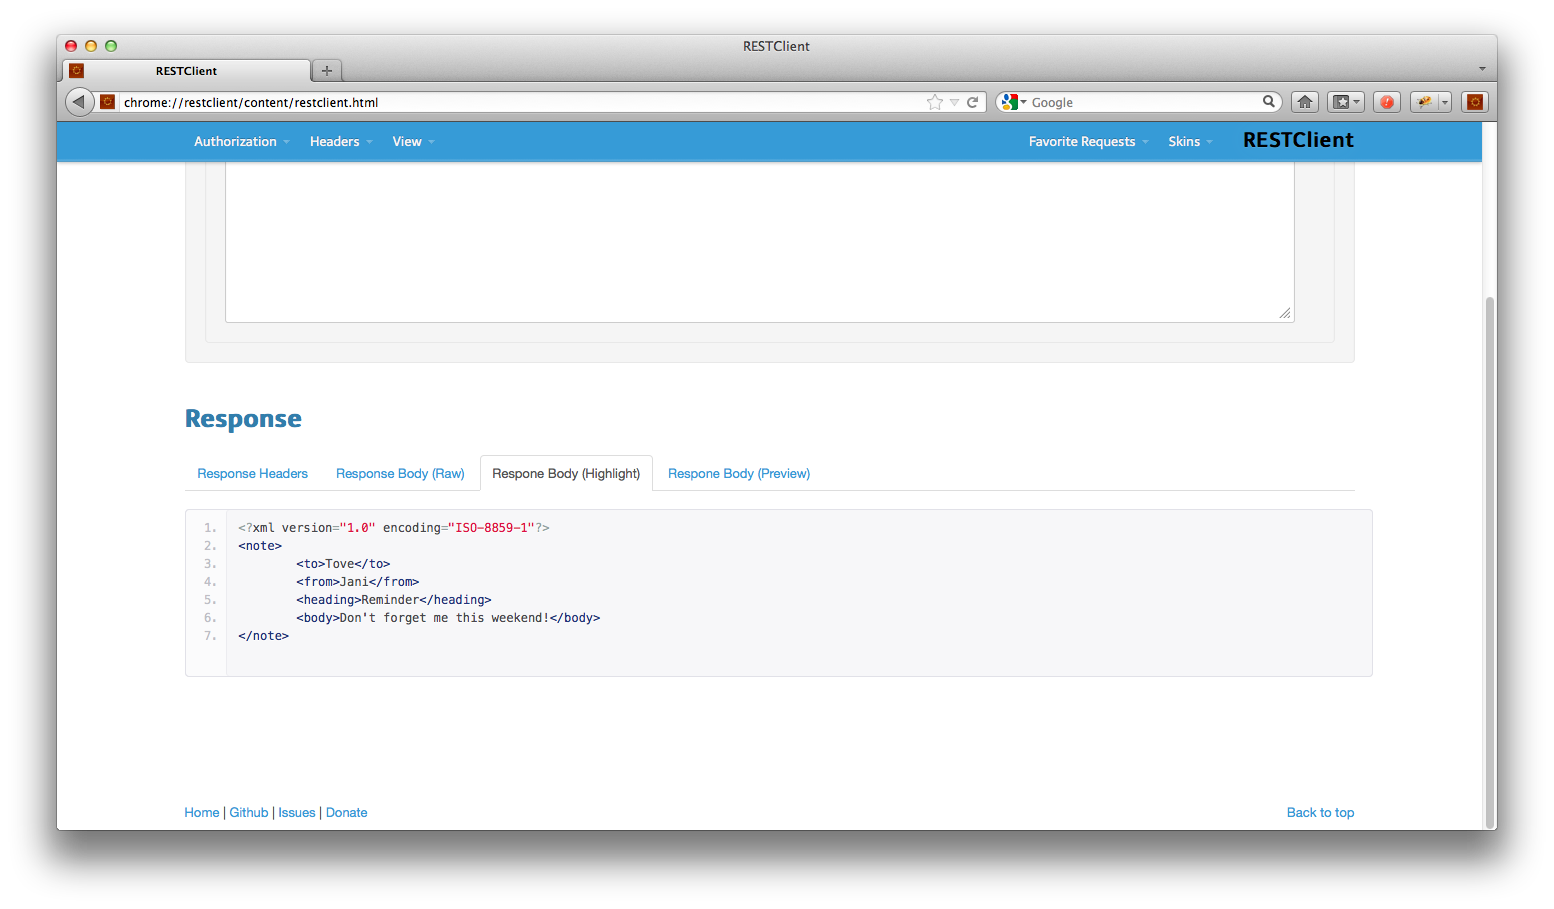 RESTClient
RESTClient
chrome://restclient/content/restclient.html
Google
Authorization Headers View Favorite Requests Skins RESTClient
Response
Response Headers Response Body (Raw) Respone Body (Highlight) Respone Body (Preview)
1. <?xml version="1.0" encoding="ISO-8859-1"?>
2. <note>
3. <to>Tove</to>
4. <from>Jani</from>
5. <heading>Reminder</heading>
6. <body>Don't forget me this weekend!</body>
7. </note>
Home | Github | Issues | Donate Back to top